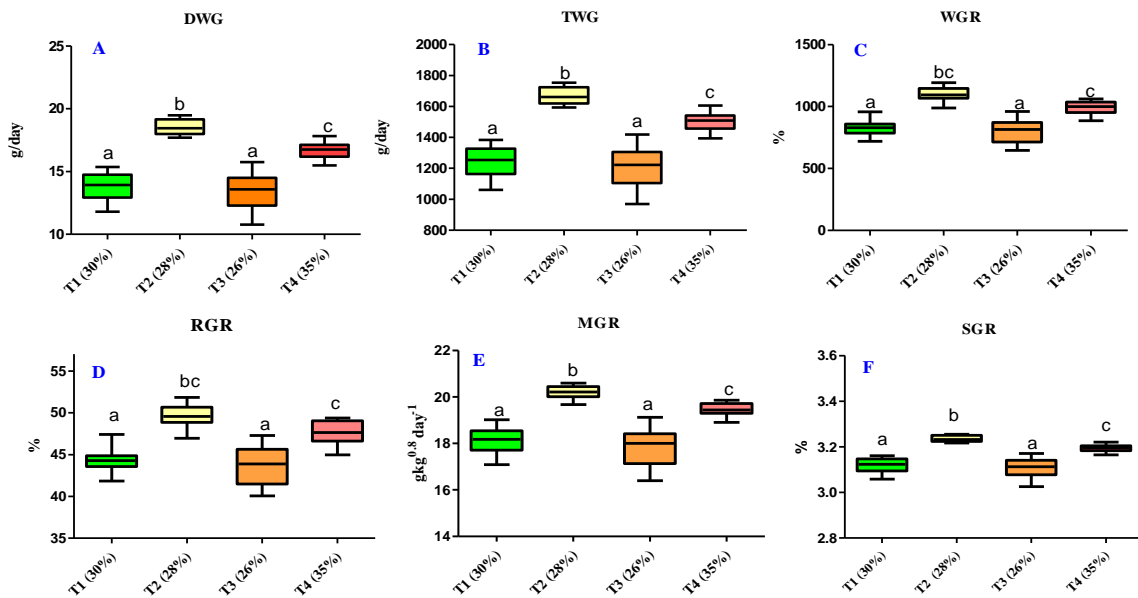 DWG
A
g/day
25
20
15
10
a
b
a
c
T1 (30%)
T2 (28%)
T3 (26%)
T4 (35%)
TWG
B
g/day
2000
1800
1600
1400
1200
1000
800
600
a
b
a
c
T1 (30%)
T2 (28%)
T3 (26%)
T4 (35%)
WGR
C
%
1500
1000
500
0
a
bc
a
c
T1 (30%)
T2 (28%)
T3 (26%)
T4 (35%)
RGR
D
%
55
50
45
40
35
a
bc
a
c
T1 (30%)
T2 (28%)
T3 (26%)
T4 (35%)
MGR
E
gkg^0.8 day^-1
22
20
18
16
14
a
b
a
c
T1 (30%)
T2 (28%)
T3 (26%)
T4 (35%)
SGR
F
%
3.6
3.4
3.2
3.0
2.8
a
b
a
c
T1 (30%)
T2 (28%)
T3 (26%)
T4 (35%)